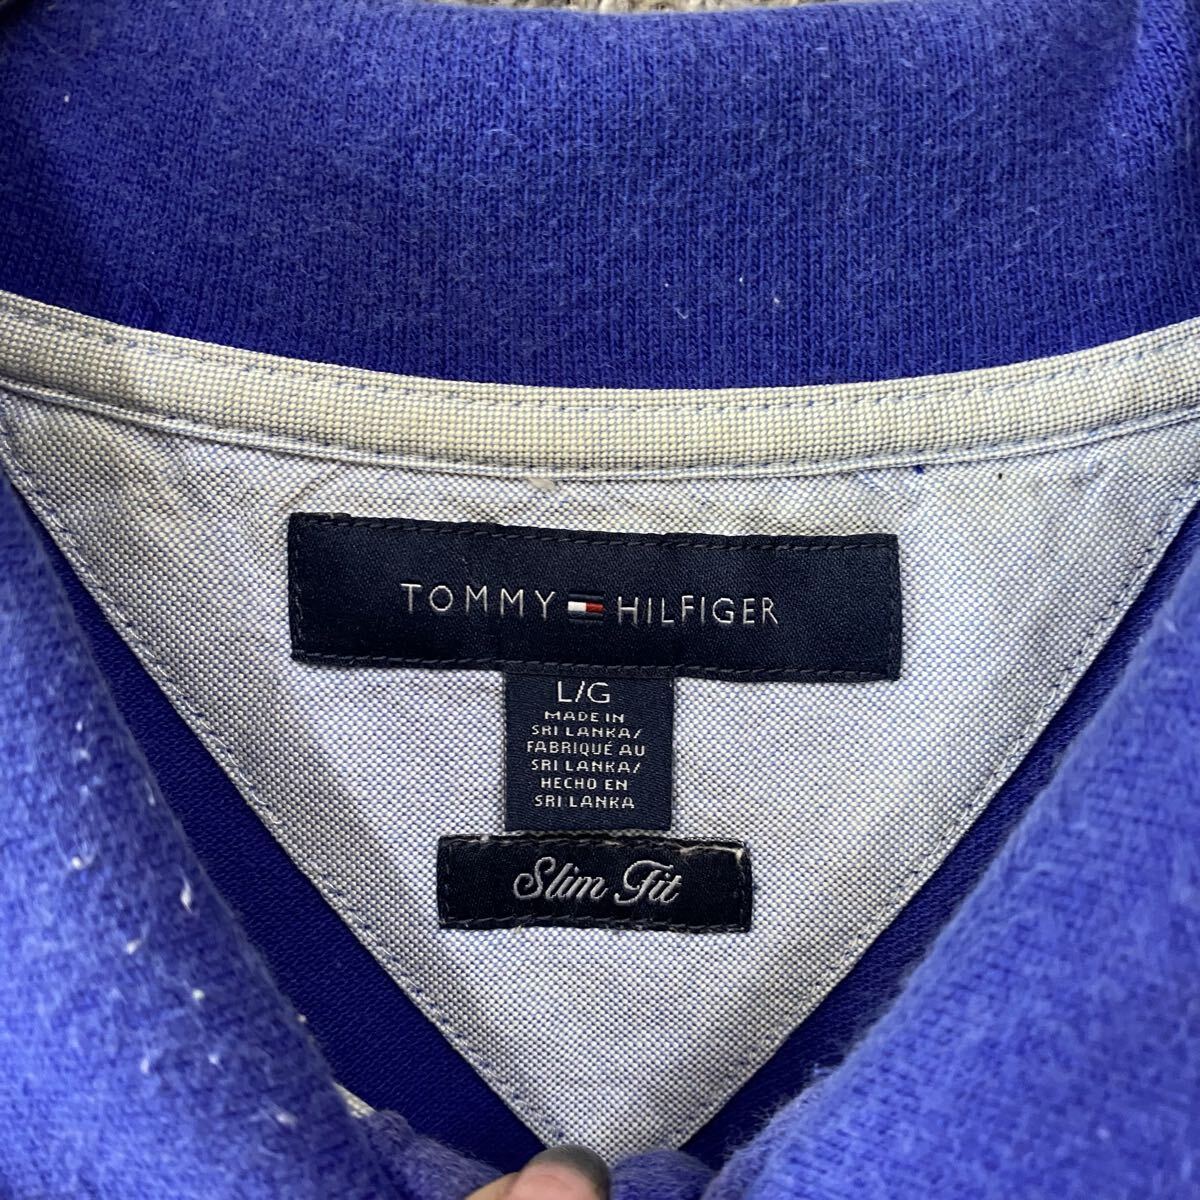 TOMMY HILFIGER
L/G
MADE IN
SRI LANKA/
FABRIQUÉ AU
SRI LANKA/
HECHO EN
SRI LANKA
Slim Fit